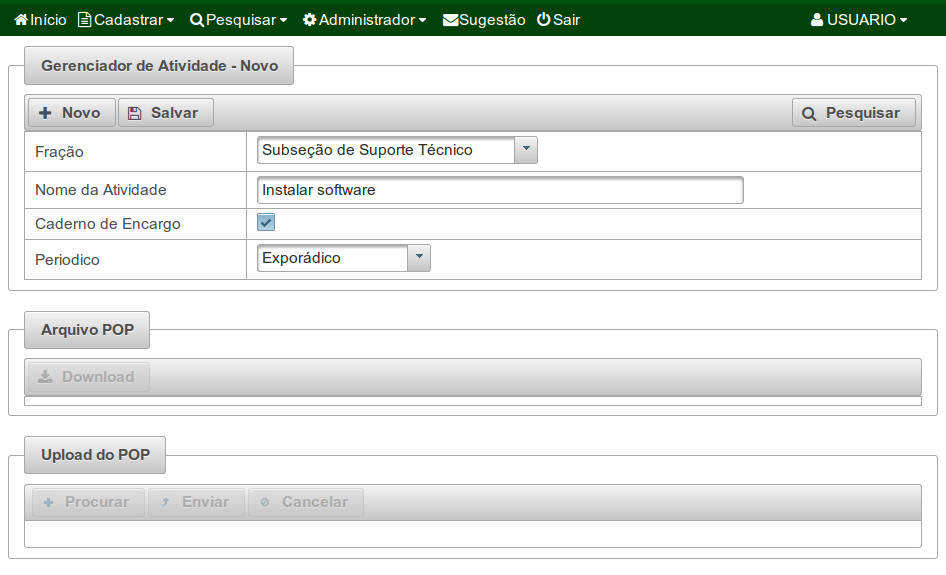 Início Cadastrar Pesquisar Administrador Sugestão Sair USUARIO
Gerenciador de Atividade - Novo
Novo Salvar Pesquisar
Fração Subseção de Suporte Técnico
Nome da Atividade Instalar software
Caderno de Encargo
Periodico Exporádico
Arquivo POP
Download
Upload do POP
Procurar Enviar Cancelar